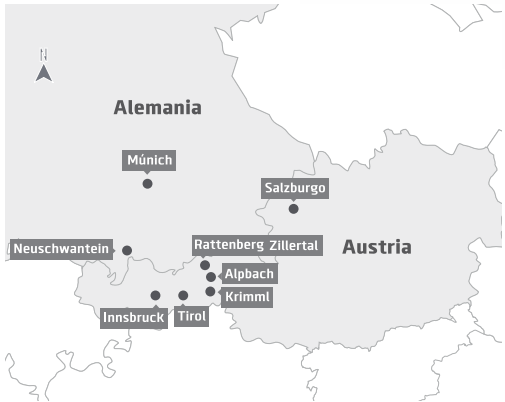 N
Alemania
Múnich
Salzburgo
Neuschwantein
Rattenberg Zillertal
Austria
Alpbach
Krimml
Innsbruck
Tirol